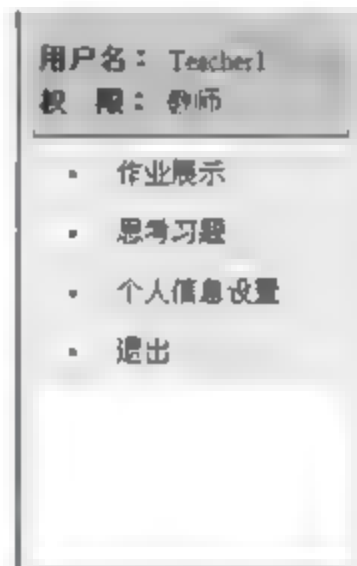 用户名：Teacher1
权 限：教师
作业展示
思考习题
个人信息设置
退出